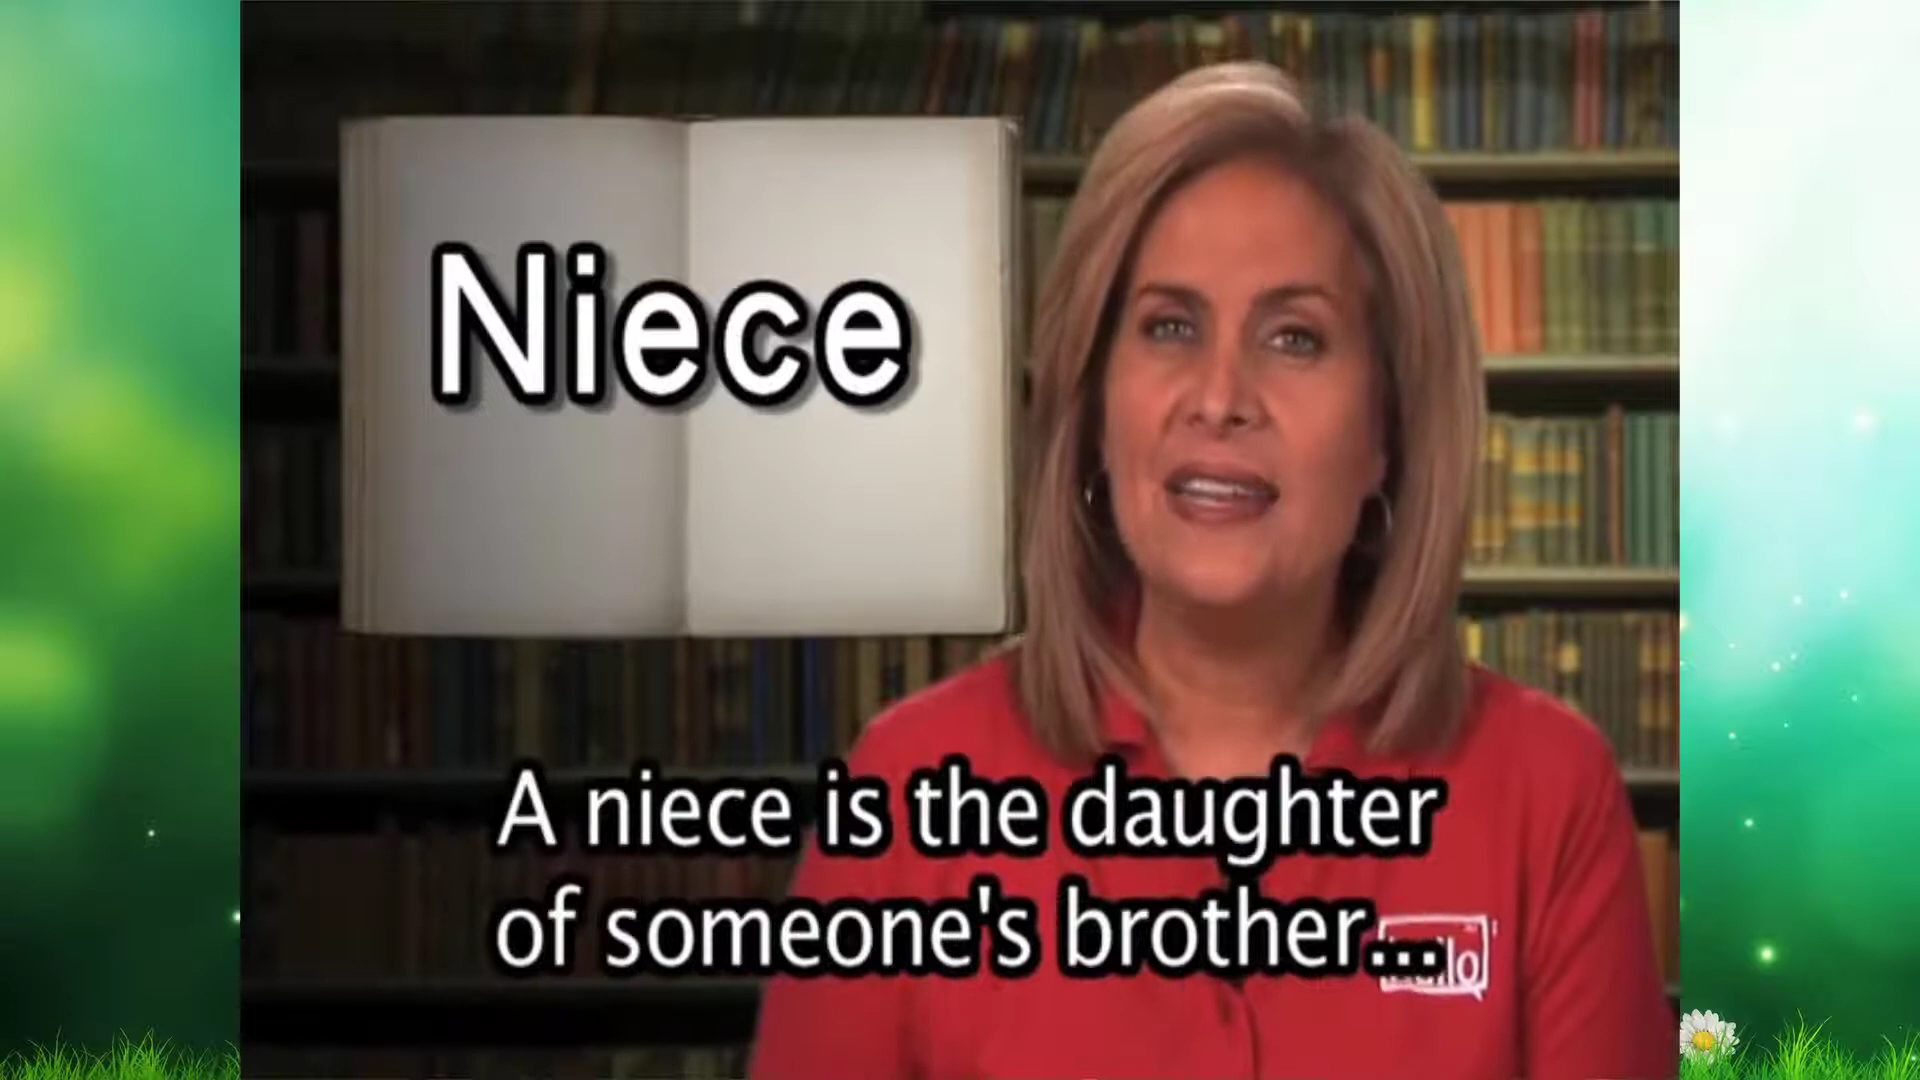 Niece
A niece is the daughter
of someone's brother...